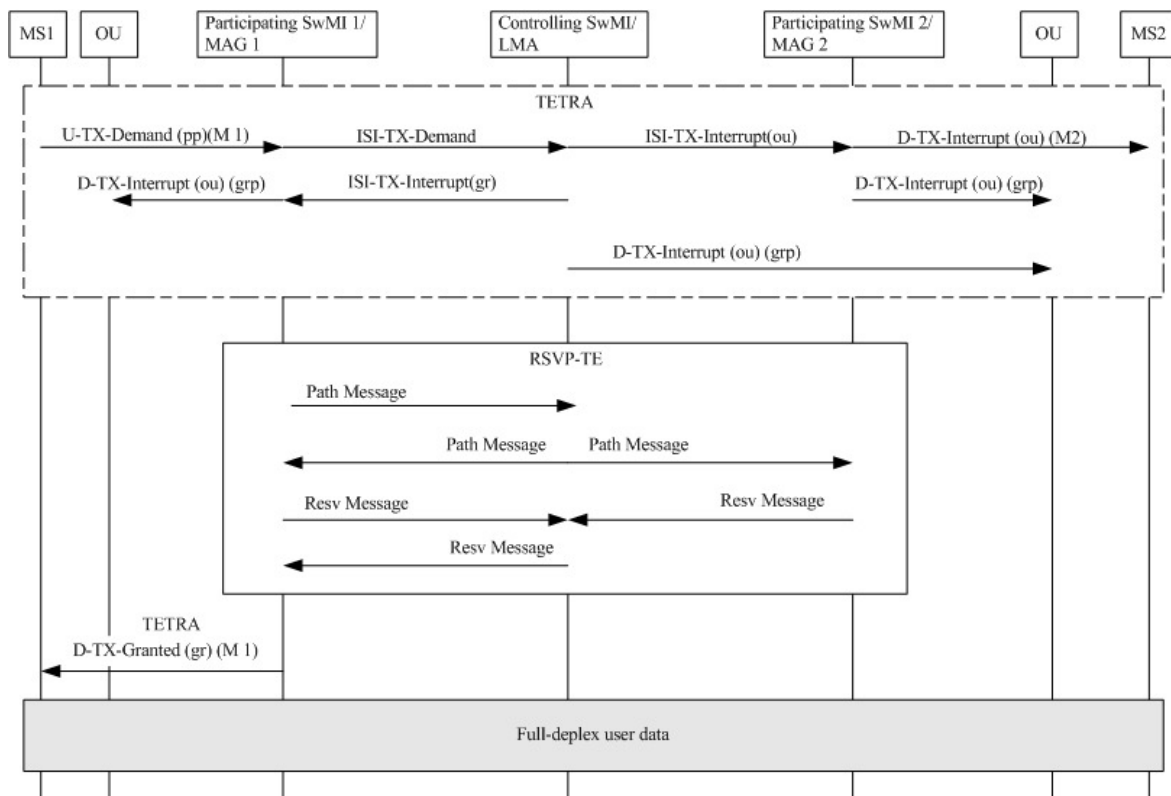 MS1
OU
Participating SwMI 1/
MAG 1
Controlling SwMI/
LMA
Participating SwMI 2/
MAG 2
OU
MS2
TETRA
U-TX-Demand (pp)(M 1)
ISI-TX-Demand
ISI-TX-Interrupt(ou)
D-TX-Interrupt (ou) (M2)
D-TX-Interrupt (ou) (grp)
ISI-TX-Interrupt(gr)
D-TX-Interrupt (ou) (grp)
D-TX-Interrupt (ou) (grp)
RSVP-TE
Path Message
Path Message
Path Message
Resv Message
Resv Message
Resv Message
TETRA
D-TX-Granted (gr) (M 1)
Full-deplex user data